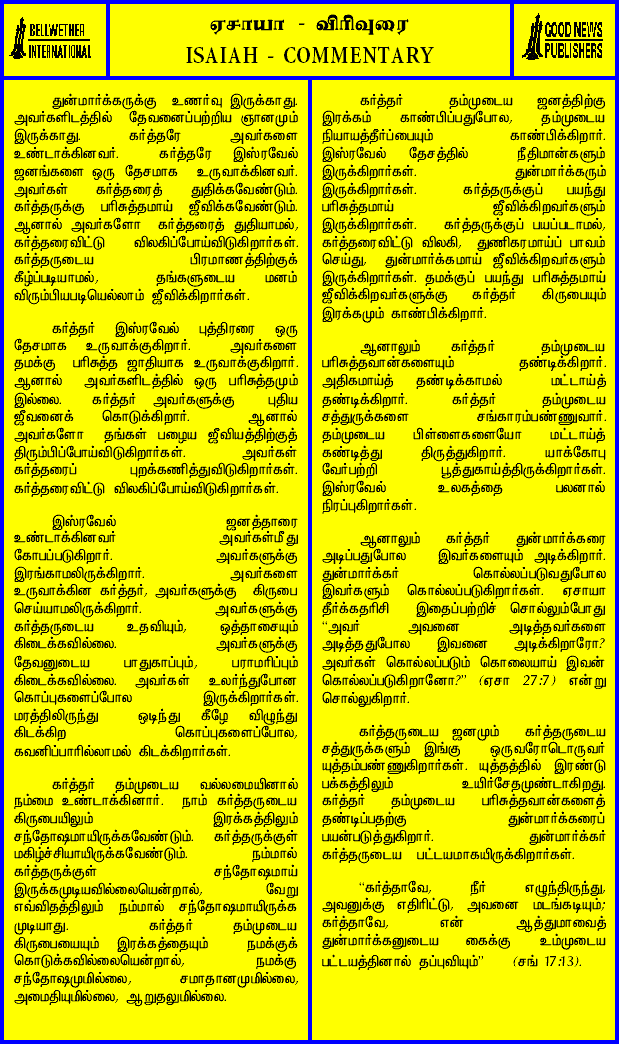 BELLWETHER
INTERNATIONAL
ஏசாயா - விரிவுரை
ISAIAH - COMMENTARY
GOOD NEWS
PUBLISHERS
துன்மார்க்கருக்கு உணர்வு இருக்காது.
அவர்களிடத்தில் தேவனைப்பற்றிய ஞானமும்
இருக்காது. கர்த்தரே அவர்களை
உண்டாக்கினவர். கர்த்தரே இஸ்ரவேல்
ஜனங்களை ஒரு தேசமாக உருவாக்கினவர்.
அவர்கள் கர்த்தரைத் துதிக்கவேண்டும்.
கர்த்தருக்கு பரிசுத்தமாய் ஜீவிக்கவேண்டும்.
ஆனால் அவர்களோ கர்த்தரைத் துதியாமல்,
கர்த்தரைவிட்டு விலகிப்போய்விடுகிறார்கள்.
கர்த்தருடைய பிரமாணத்திற்குக்
கீழ்ப்படியாமல், தங்களுடைய மனம்
விரும்பியபடியெல்லாம் ஜீவிக்கிறார்கள்.
கர்த்தர் இஸ்ரவேல் புத்திரரை ஒரு
தேசமாக உருவாக்குகிறார். அவர்களை
தமக்கு பரிசுத்த ஜாதியாக உருவாக்குகிறார்.
ஆனால் அவர்களிடத்தில் ஒரு பரிசுத்தமும்
இல்லை. கர்த்தர் அவர்களுக்கு புதிய
ஜீவனைக் கொடுக்கிறார். ஆனால்
அவர்களோ தங்கள் பழைய ஜீவியத்திற்குத்
திரும்பிப்போய்விடுகிறார்கள். அவர்கள்
கர்த்தரைப் புறக்கணித்துவிடுகிறார்கள்.
கர்த்தரைவிட்டு விலகிப்போய்விடுகிறார்கள்.
இஸ்ரவேல் ஜனத்தாரை
உண்டாக்கினவர் அவர்கள்மீது
கோபப்படுகிறார். அவர்களுக்கு
இரங்காமலிருக்கிறார். அவர்களை
உருவாக்கின கர்த்தர், அவர்களுக்கு கிருபை
செய்யாமலிருக்கிறார். அவர்களுக்கு
கர்த்தருடைய உதவியும், ஒத்தாசையும்
கிடைக்கவில்லை. அவர்களுக்கு
தேவனுடைய பாதுகாப்பும், பராமரிப்பும்
கிடைக்கவில்லை. அவர்கள் உலர்ந்துபோன
கொப்புகளைப்போல இருக்கிறார்கள்.
மரத்திலிருந்து ஒடிந்து கீழே விழுந்து
கிடக்கிற கொப்புகளைப்போல,
கவனிப்பாரில்லாமல் கிடக்கிறார்கள்.
கர்த்தர் தம்முடைய வல்லமையினால்
நம்மை உண்டாக்கினார். நாம் கர்த்தருடைய
கிருபையிலும் இரக்கத்திலும்
சந்தோஷமாயிருக்கவேண்டும். கர்த்தருக்குள்
மகிழ்ச்சியாயிருக்கவேண்டும். நம்மால்
கர்த்தருக்குள் சந்தோஷமாய்
இருக்கமுடியவில்லையென்றால், வேறு
எவ்விதத்திலும் நம்மால் சந்தோஷமாயிருக்க
முடியாது. கர்த்தர் தம்முடைய
கிருபையையும் இரக்கத்தையும் நமக்குக்
கொடுக்கவில்லையென்றால், நமக்கு
சந்தோஷமுமில்லை, சமாதானமுமில்லை,
அமைதியுமில்லை, ஆறுதலுமில்லை.
கர்த்தர் தம்முடைய ஜனத்திற்கு
இரக்கம் காண்பிப்பதுபோல, தம்முடைய
நியாயத்தீர்ப்பையும் காண்பிக்கிறார்.
இஸ்ரவேல் தேசத்தில் நீதிமான்களும்
இருக்கிறார்கள். துன்மார்க்கரும்
இருக்கிறார்கள். கர்த்தருக்குப் பயந்து
பரிசுத்தமாய் ஜீவிக்கிறவர்களும்
இருக்கிறார்கள். கர்த்தருக்குப் பயப்படாமல்,
கர்த்தரைவிட்டு விலகி, துணிகரமாய்ப் பாவம்
செய்து, துன்மார்க்கமாய் ஜீவிக்கிறவர்களும்
இருக்கிறார்கள். தமக்குப் பயந்து பரிசுத்தமாய்
ஜீவிக்கிறவர்களுக்கு கர்த்தர் கிருபையும்
இரக்கமும் காண்பிக்கிறார்.
ஆனாலும் கர்த்தர் தம்முடைய
பரிசுத்தவான்களையும் தண்டிக்கிறார்.
அதிகமாய்த் தண்டிக்காமல் மட்டாய்த்
தண்டிக்கிறார். கர்த்தர் தம்முடைய
சத்துருக்களை சங்காரம்பண்ணுவார்.
தம்முடைய பிள்ளைகளையோ மட்டாய்த்
கண்டித்து திருத்துகிறார். யாக்கோபு
வேர்பற்றி பூத்துகாய்த்திருக்கிறார்கள்.
இஸ்ரவேல் உலகத்தை பலனால்
நிரப்புகிறார்கள்.
ஆனாலும் கர்த்தர் துன்மார்க்கரை
அடிப்பதுபோல இவர்களையும் அடிக்கிறார்.
துன்மார்க்கர் கொல்லப்படுவதுபோல
இவர்களும் கொல்லப்படுகிறார்கள். ஏசாயா
தீர்க்கதரிசி இதைப்பற்றிச் சொல்லும்போது
“அவர் அவனை அடித்தவர்களை
அடித்ததுபோல இவனை அடிக்கிறாரோ?
அவர்கள் கொல்லப்படும் கொலையாய் இவன்
கொல்லப்படுகிறானோ?” (ஏசா 27:7) என்று
சொல்லுகிறார்.
கர்த்தருடைய ஜனமும் கர்த்தருடைய
சத்துருக்களும் இங்கு ஒருவரோடொருவர்
யுத்தம்பண்ணுகிறார்கள். யுத்தத்தில் இரண்டு
பக்கத்திலும் உயிர்சேதமுண்டாகிறது.
கர்த்தர் தம்முடைய பரிசுத்தவான்களைத்
தண்டிப்பதற்கு துன்மார்க்கரைப்
பயன்படுத்துகிறார். துன்மார்க்கர்
கர்த்தருடைய பட்டயமாகயிருக்கிறார்கள்.
“கர்த்தாவே, நீர் எழுந்திருந்து,
அவனுக்கு எதிரிட்டு, அவனை மடங்கடியும்;
கர்த்தாவே, என் ஆத்துமாவைத்
துன்மார்க்கனுடைய கைக்கு உம்முடைய
பட்டயத்தினால் தப்புவியும்” (சங் 17:13).